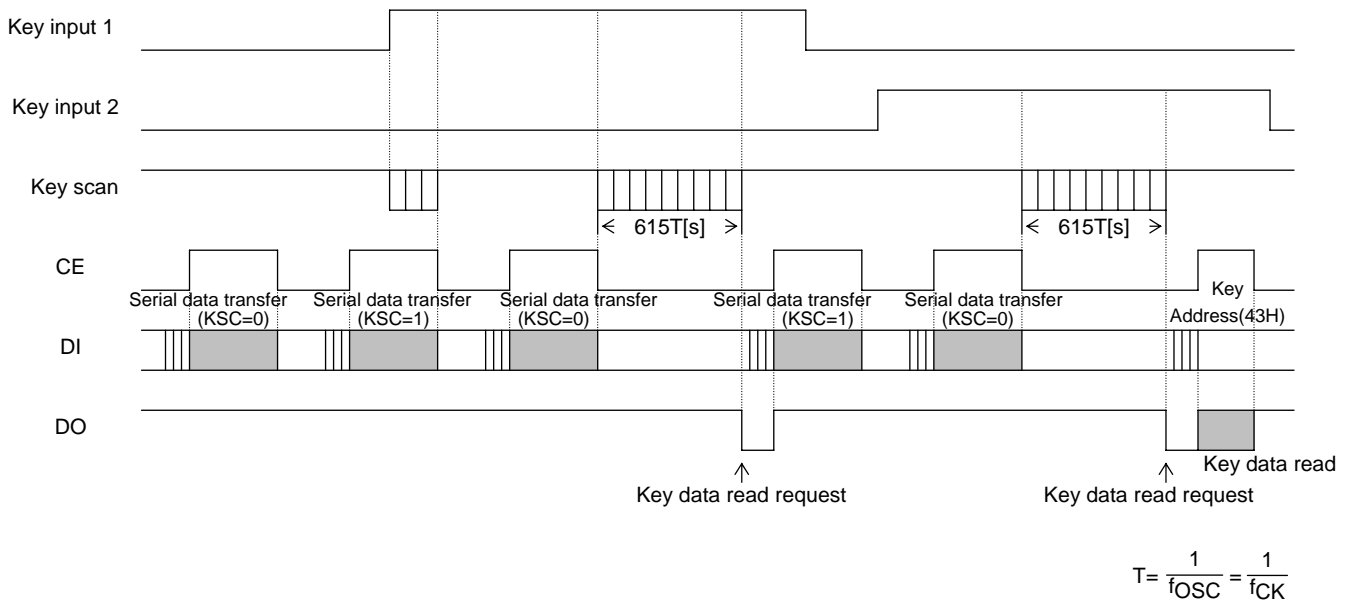 Key input 1
Key input 2
Key scan
615T[s]
615T[s]
CE
Serial data transfer
(KSC=0)
Serial data transfer
(KSC=1)
Serial data transfer
(KSC=0)
Serial data transfer
(KSC=1)
Serial data transfer
(KSC=0)
Key
Address(43H)
DI
DO
Key data read
Key data read request
Key data read request
T= 1/fOSC = 1/fCK